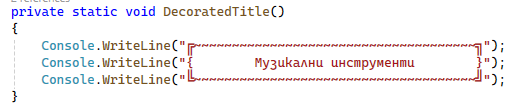 private static void DecoratedTitle()
{
    Console.WriteLine("╔~~~~~~~~~~~~~~~~~~~~~~~~~~~~~~~~~~~~~╗");
    Console.WriteLine("{        Музикални инструменти        }");
    Console.WriteLine("╚~~~~~~~~~~~~~~~~~~~~~~~~~~~~~~~~~~~~~╝");
}